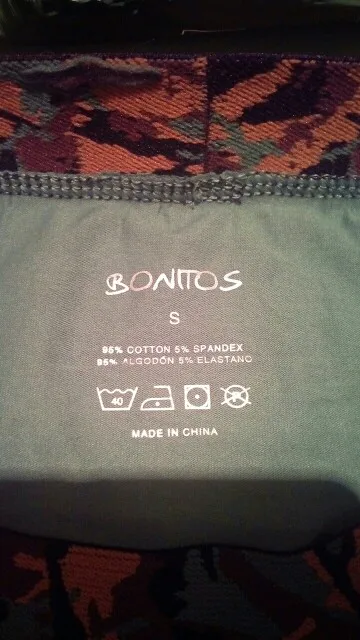 BONITOS
S
95% COTTON 5% SPANDEX
95% ALGODÓN 5% ELASTANO
40 P
MADE IN CHINA